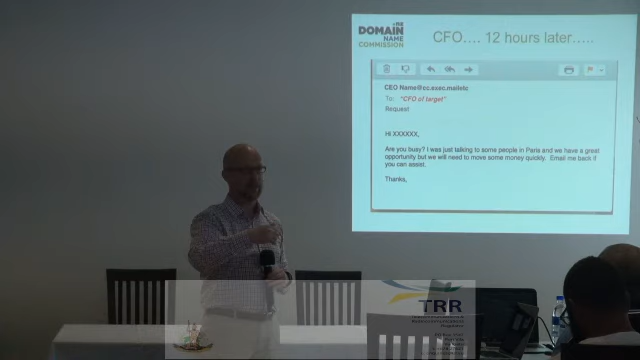 .nz
DOMAIN
NAME
COMMISSION
CFO.... 12 hours later.....
CEO Name@cc.exec.mailetc
To: "CFO of target"
Request
Hi XXXXXX,
Are you busy? I was just talking to some people in Paris and we have a great
opportunity but we will need to move some money quickly. Email me back if
you can assist.
Thanks,
TRR